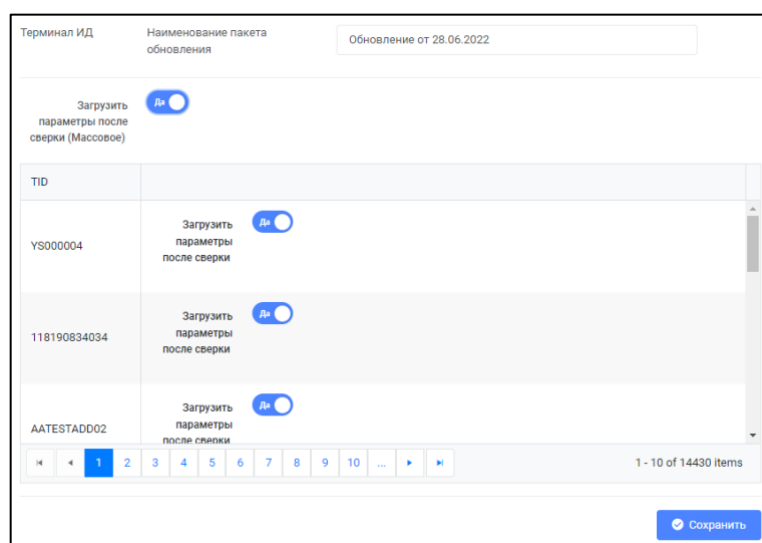 Терминал ИД
Наименование пакета
обновления
Обновление от 28.06.2022
Загрузить
параметры после
сверки (Массовое)
Да
TID
YS000004
Загрузить
параметры
после сверки
Да
118190834034
Загрузить
параметры
после сверки
Да
AATESTADD02
Загрузить
параметры
после сверки
Да
1 2 3 4 5 6 7 8 9 10 ...
1 - 10 of 14430 items
Сохранить